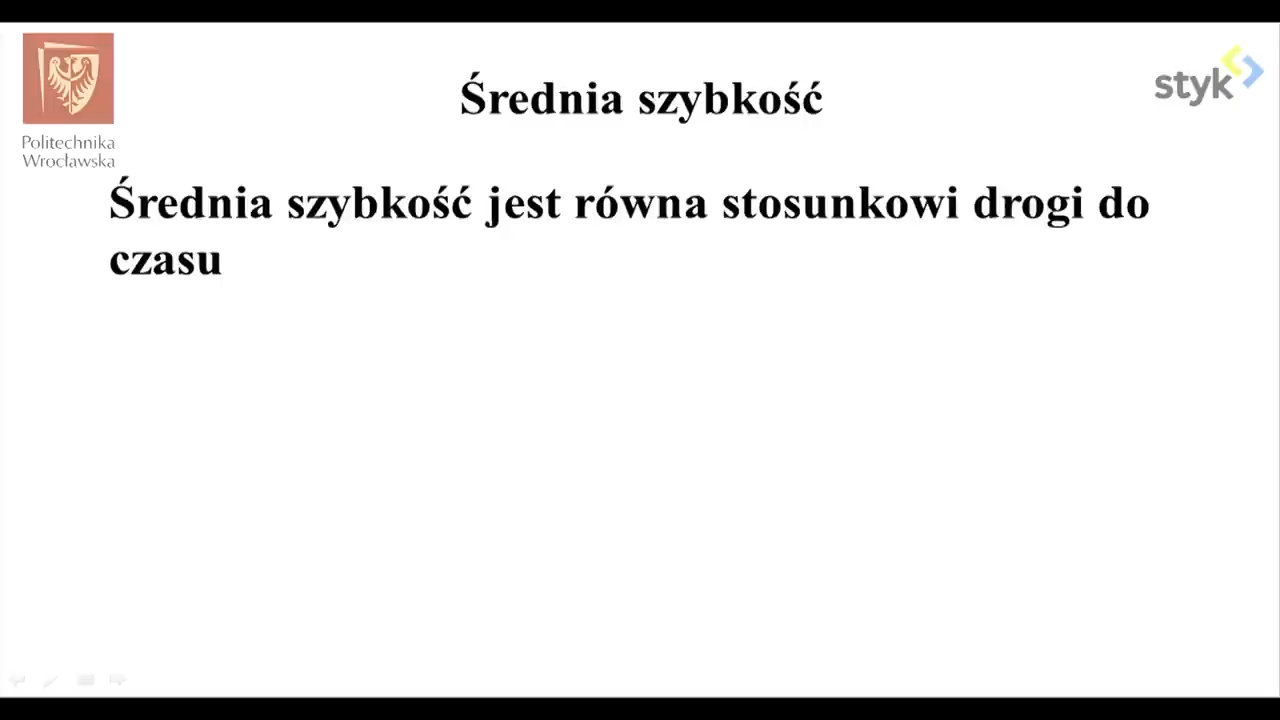 Średnia szybkość
styk
Politechnika
Wrocławska
Średnia szybkość jest równa stosunkowi drogi do
czasu